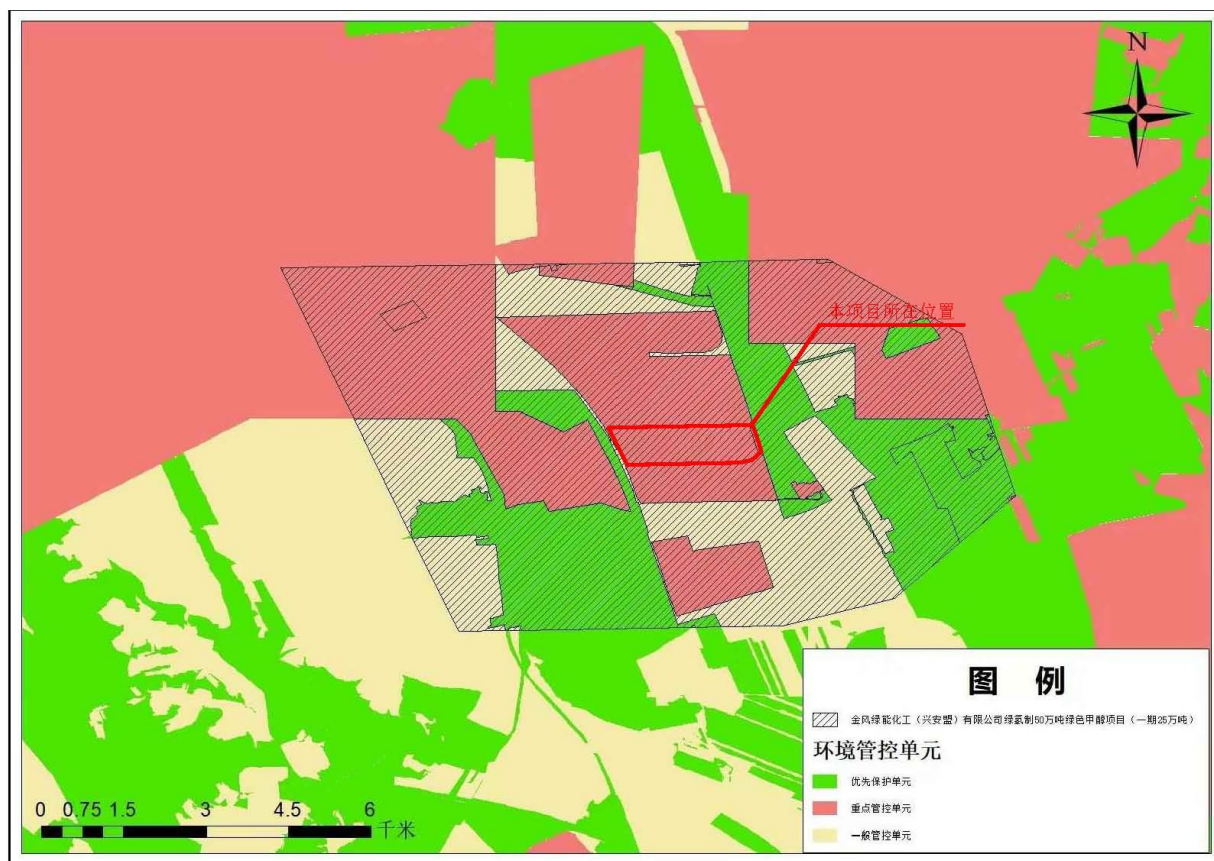 N
本项目所在位置
图 例
金风绿能化工（兴安盟）有限公司绿氢制50万吨绿色甲醇项目（一期25万吨）
环境管控单元
优先保护单元
重点管控单元
一般管控单元
0 0.75 1.5 3 4.5 6
千米